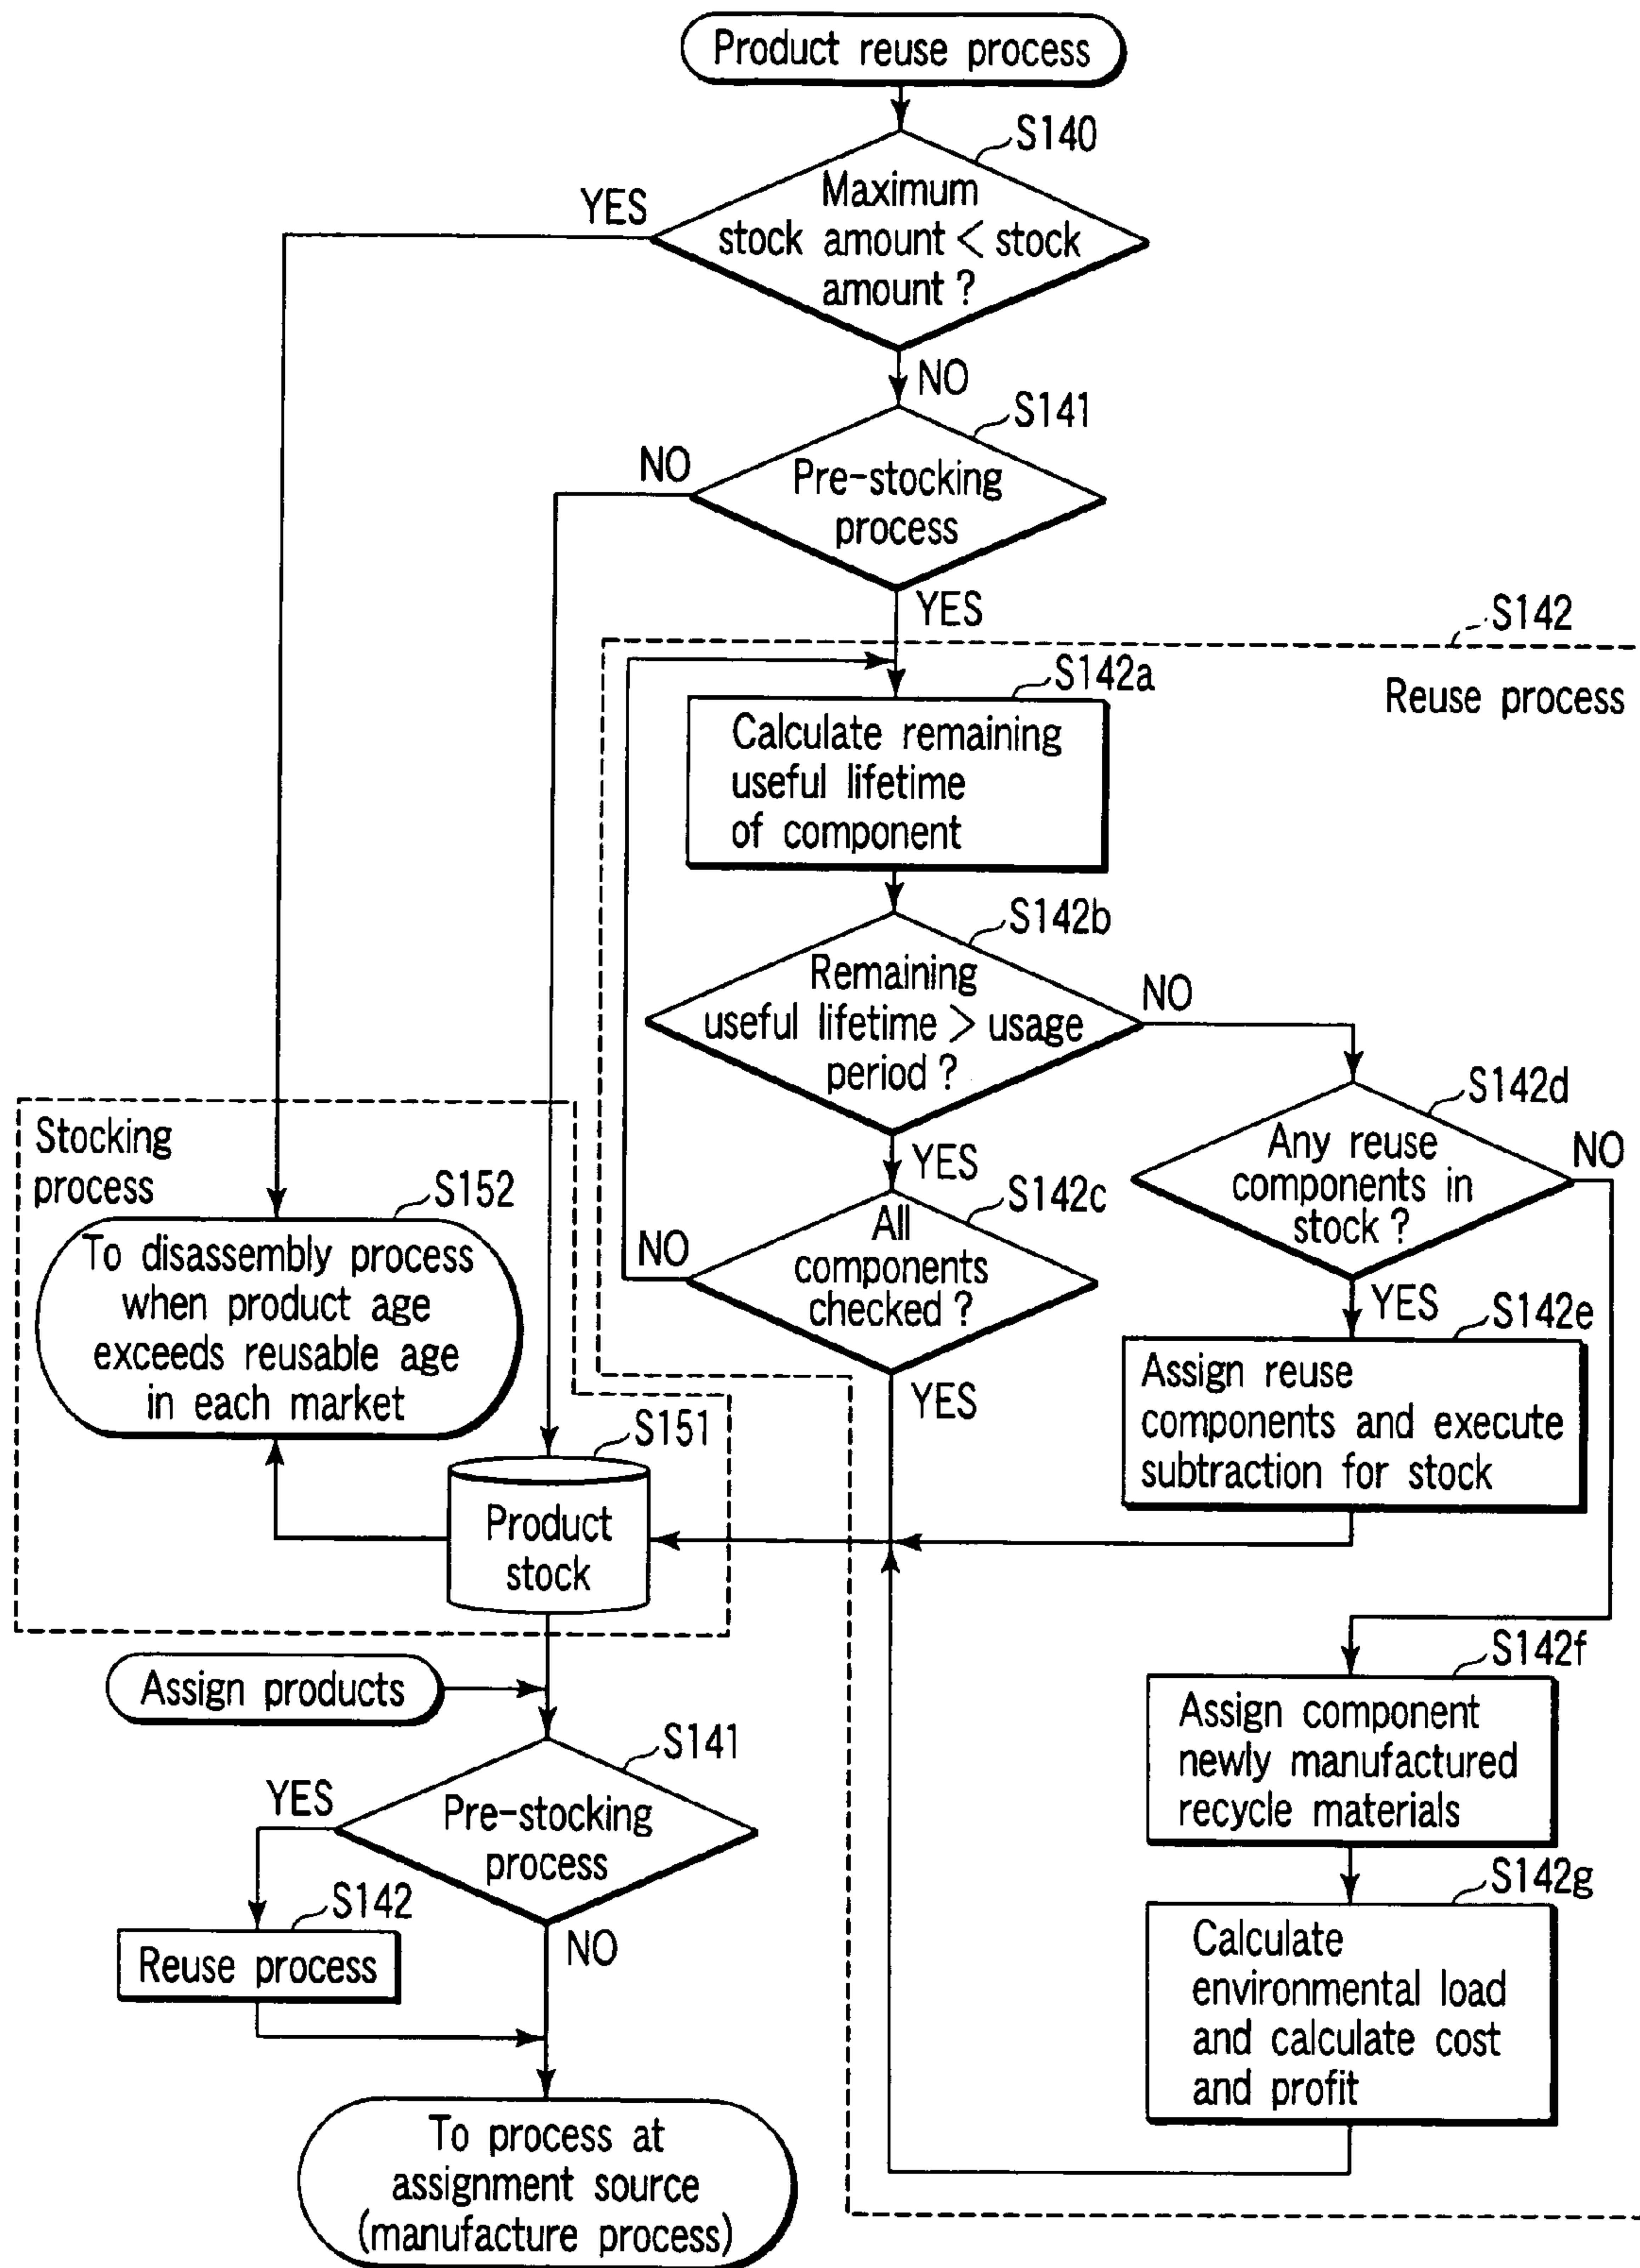 Product reuse process
S140
Maximum
stock amount < stock
amount ?
YES
NO
S141
Pre-stocking
process
NO
YES
S142
Reuse process
S142a
Calculate remaining
useful lifetime
of component
S142b
Remaining
useful lifetime > usage
period ?
NO
YES
S142c
All
components
checked ?
NO
YES
S142d
Any reuse
components in
stock ?
NO
YES
S142e
Assign reuse
components and execute
subtraction for stock
S142f
Assign component
newly manufactured
recycle materials
S142g
Calculate
environmental load
and calculate cost
and profit
Stocking
process
S152
To disassembly process
when product age
exceeds reusable age
in each market
S151
Product
stock
Assign products
S141
Pre-stocking
process
YES
NO
S142
Reuse process
To process at
assignment source
(manufacture process)